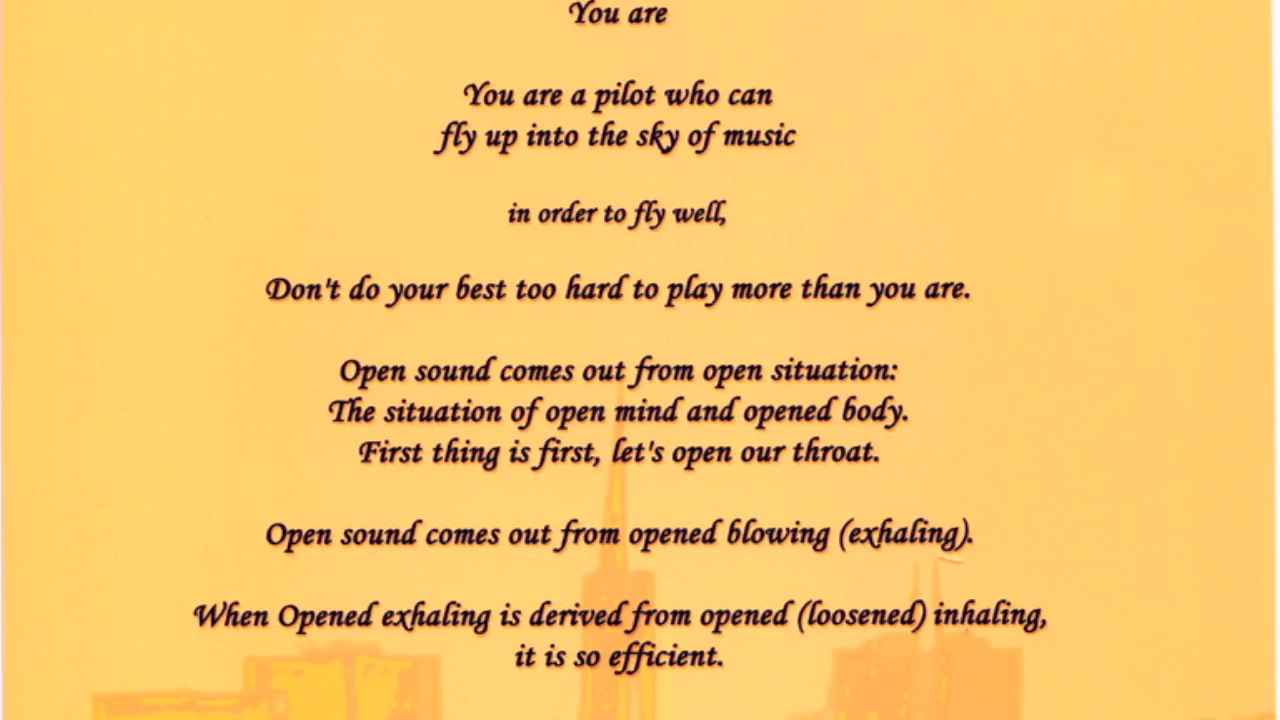 You are
You are a pilot who can
fly up into the sky of music
in order to fly well,
Don't do your best too hard to play more than you are.
Open sound comes out from open situation:
The situation of open mind and opened body.
First thing is first, let's open our throat.
Open sound comes out from opened blowing (exhaling).
When Opened exhaling is derived from opened (loosened) inhaling,
it is so efficient.